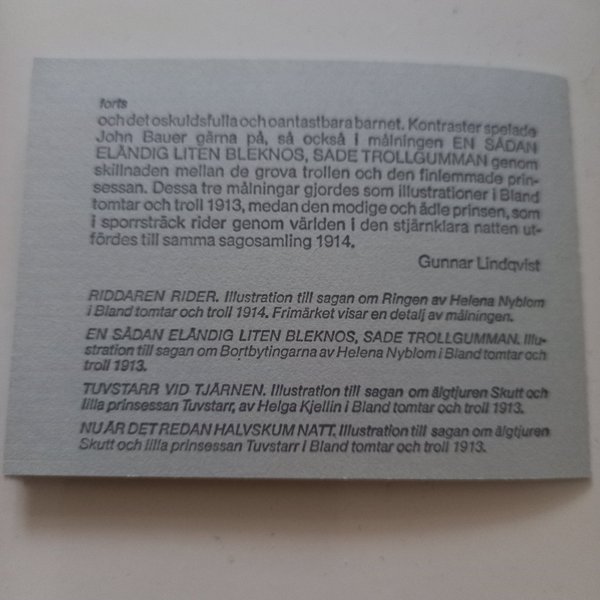 forts
och det oskuldsfulla och oantastbara barnet. Kontraster spelade
John Bauer gärna på, så också i målningen EN SÅDAN
ELÄNDIG LITEN BLEKNOS, SADE TROLLGUMMAN genom
skillnaden mellan de grova trollen och den finlemmade prin-
sessan. Dessa tre målningar gjordes som illustrationer i Bland
tomtar och troll 1913, medan den modige och ädle prinsen, som
i sporrsträck rider genom världen i den stjärnklara natten ut-
fördes till samma sagosamling 1914.
Gunnar Lindqvist
RIDDAREN RIDER. Illustration till sagan om Ringen av Helena Nyblom
i Bland tomtar och troll 1914. Frimärket visar en detalj av målningen.
EN SÅDAN ELÄNDIG LITEN BLEKNOS, SADE TROLLGUMMAN. Illu-
stration till sagan om Bortbytingarna av Helena Nyblom i Bland tomtar och
troll 1913.
TUVSTARR VID TJÄRNEN. Illustration till sagan om älgtjuren Skutt och
lilla prinsessan Tuvstarr, av Helga Kjellin i Bland tomtar och troll 1913.
NU ÄR DET REDAN HALVSKUM NATT. Illustration till sagan om älgtjuren
Skutt och lilla prinsessan Tuvstarr i Bland tomtar och troll 1913.